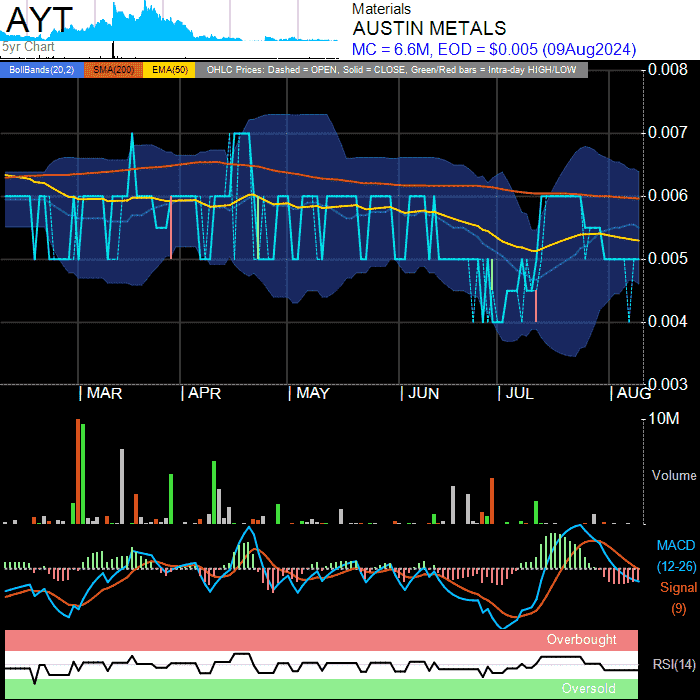 AYT
Materials
AUSTIN METALS
MC = 6.6M, EOD = $0.005 (09Aug2024)
5yr Chart
BollBands(20,2) SMA(200) EMA(50) OHLC Prices: Dashed = OPEN, Solid = CLOSE, Green/Red bars = Intra-day HIGH/LOW
0.008
0.007
0.006
0.005
0.004
0.003
| MAR | APR | MAY | JUN | JUL | AUG
10M
Volume
MACD
(12-26)
Signal
(9)
Overbought
RSI(14)
Oversold